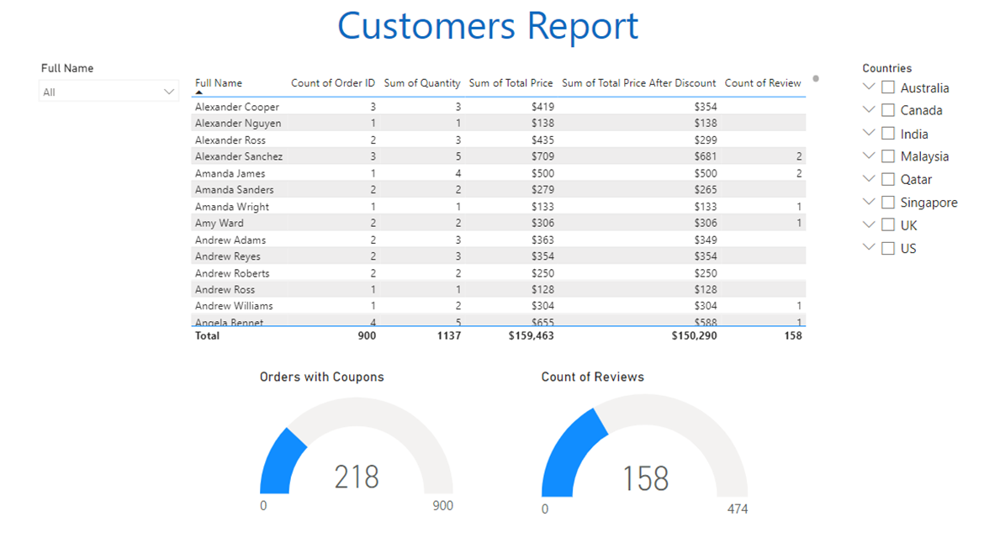 Customers Report
Full Name
All
Full Name Count of Order ID Sum of Quantity Sum of Total Price Sum of Total Price After Discount Count of Review
Alexander Cooper 3 3 $419 $354
Alexander Nguyen 1 1 $138 $138
Alexander Ross 2 3 $435 $299
Alexander Sanchez 3 5 $709 $681 2
Amanda James 1 4 $500 $500 2
Amanda Sanders 2 2 $279 $265
Amanda Wright 1 1 $133 $133 1
Amy Ward 2 2 $306 $306 1
Andrew Adams 2 3 $363 $349
Andrew Reyes 2 3 $354 $354
Andrew Roberts 2 2 $250 $250
Andrew Ross 1 1 $128 $128
Andrew Williams 1 2 $304 $304 1
Angela Bennet 4 5 $655 $588 1
Total 900 1137 $159,463 $150,290 158
Countries
Australia
Canada
India
Malaysia
Qatar
Singapore
UK
US
Orders with Coupons
218
0 900
Count of Reviews
158
0 474